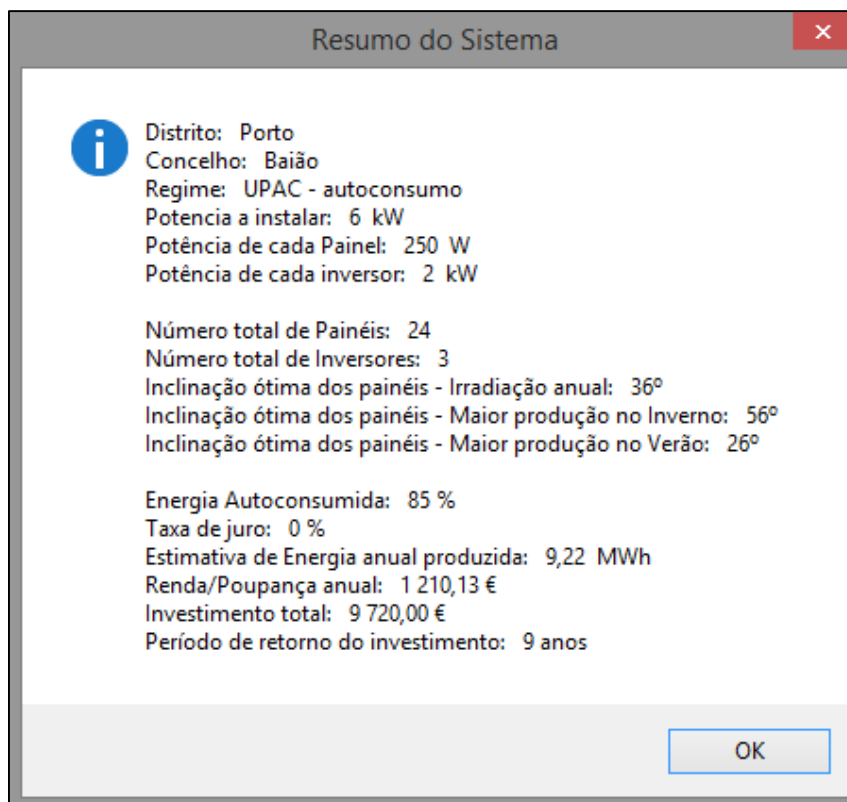 Resumo do Sistema
Distrito: Porto
Concelho: Baião
Regime: UPAC - autoconsumo
Potencia a instalar: 6 kW
Potência de cada Painel: 250 W
Potência de cada inversor: 2 kW
Número total de Painéis: 24
Número total de Inversores: 3
Inclinação ótima dos painéis - Irradiação anual: 36º
Inclinação ótima dos painéis - Maior produção no Inverno: 56º
Inclinação ótima dos painéis - Maior produção no Verão: 26º
Energia Autoconsumida: 85 %
Taxa de juro: 0 %
Estimativa de Energia anual produzida: 9,22 MWh
Renda/Poupança anual: 1 210,13 €
Investimento total: 9 720,00 €
Período de retorno do investimento: 9 anos
OK